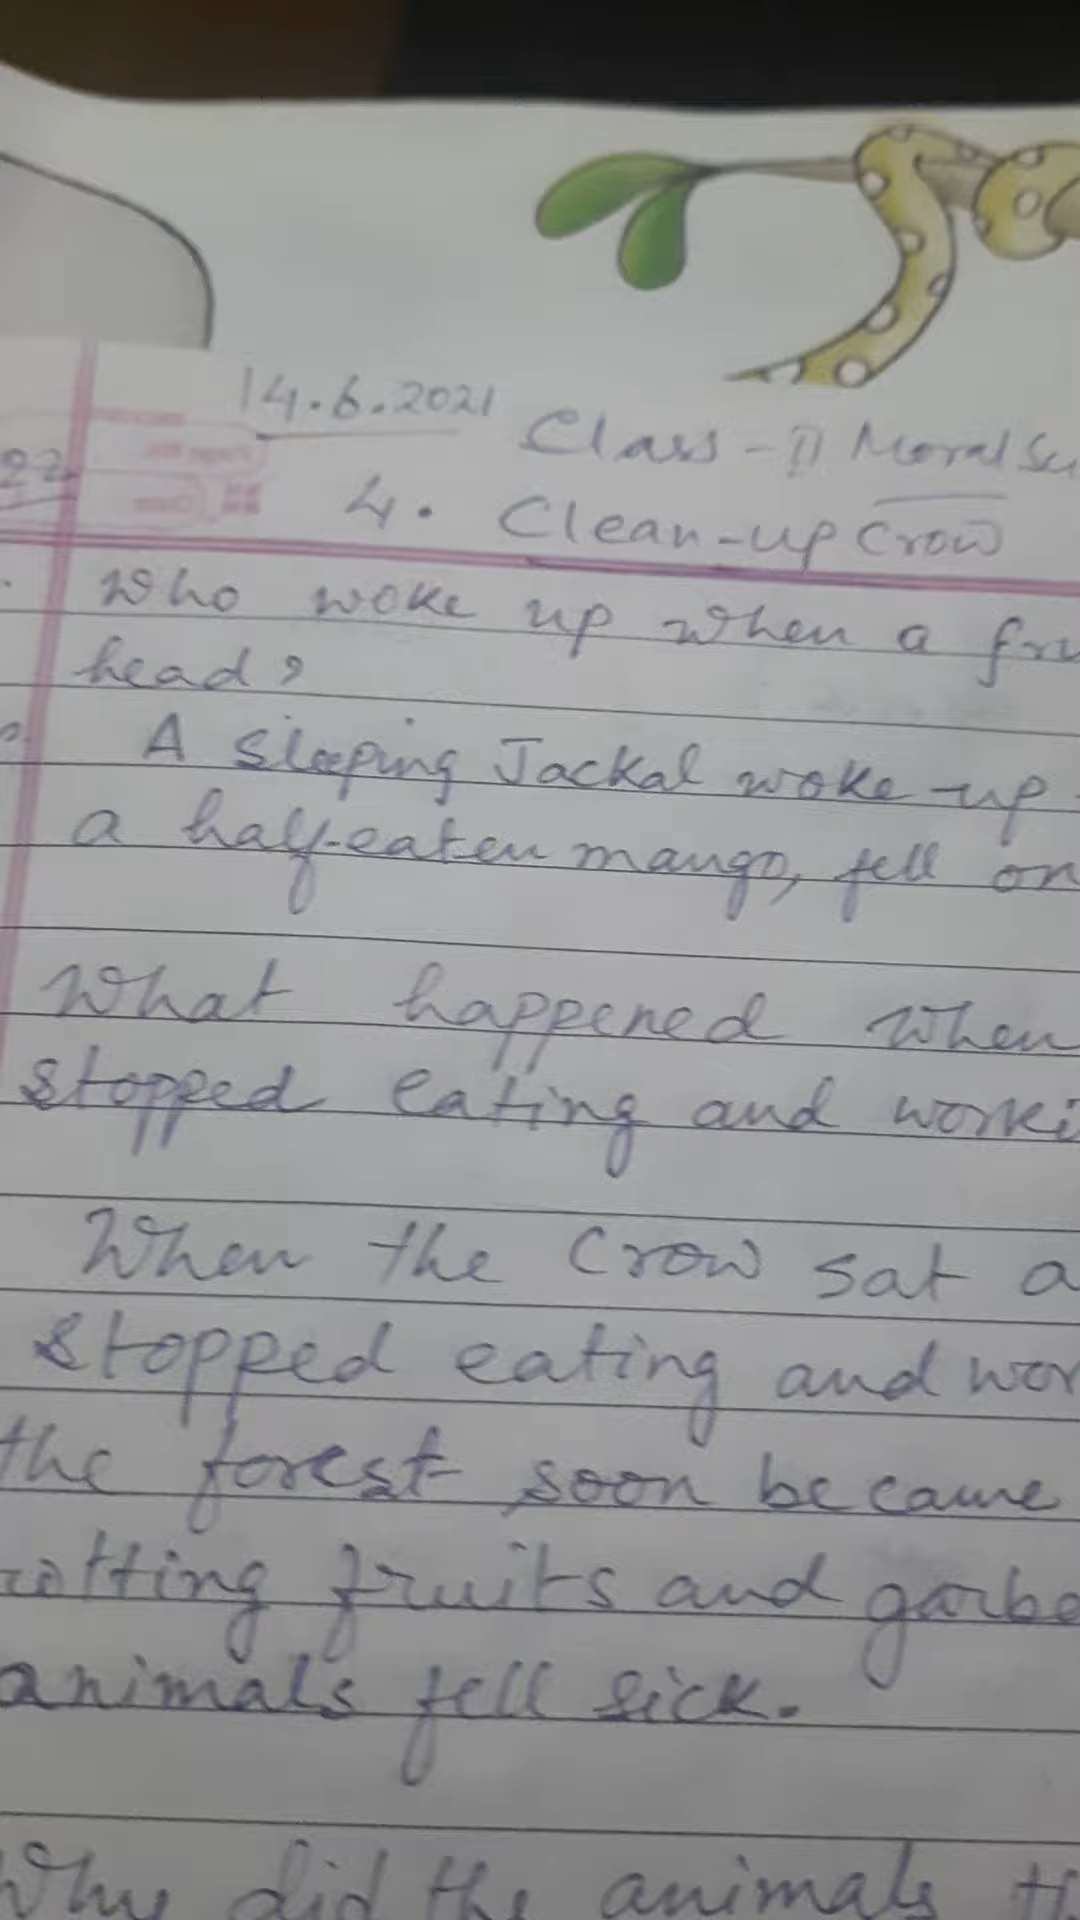 14.6.2021
Class-II Moral
22
4. Clean-up Crow
Who woke up when a
head?
A Sleeping Jackal woke up
a half-eaten mango, fell on
What happened when
stopped eating and
When the Crow sat
stopped eating and
the forest soon became
rotting fruits and
animals fell sick.
Why did the animals